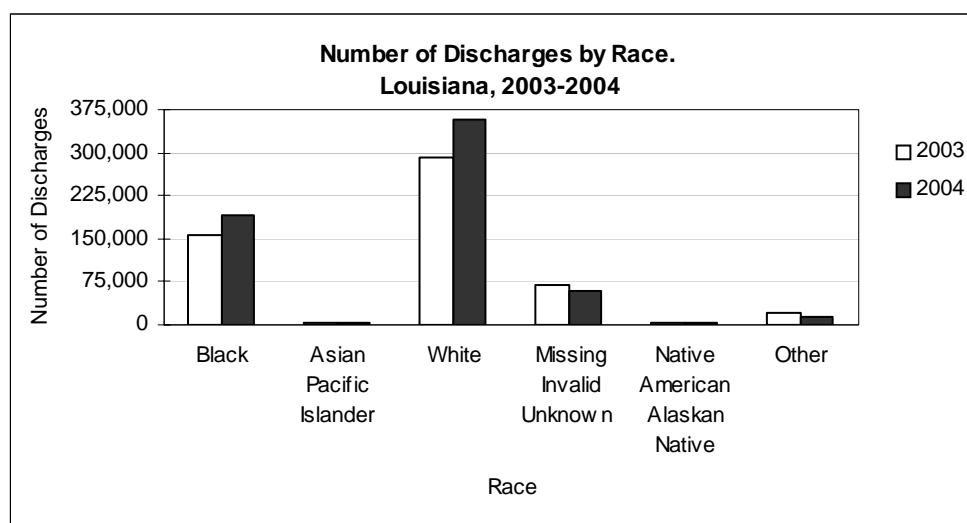 Number of Discharges by Race.
Louisiana, 2003-2004
Number of Discharges
375,000
300,000
225,000
150,000
75,000
0
2003
2004
Black
Asian
Pacific
Islander
White
Missing
Invalid
Unknown
Native
American
Alaskan
Native
Other
Race